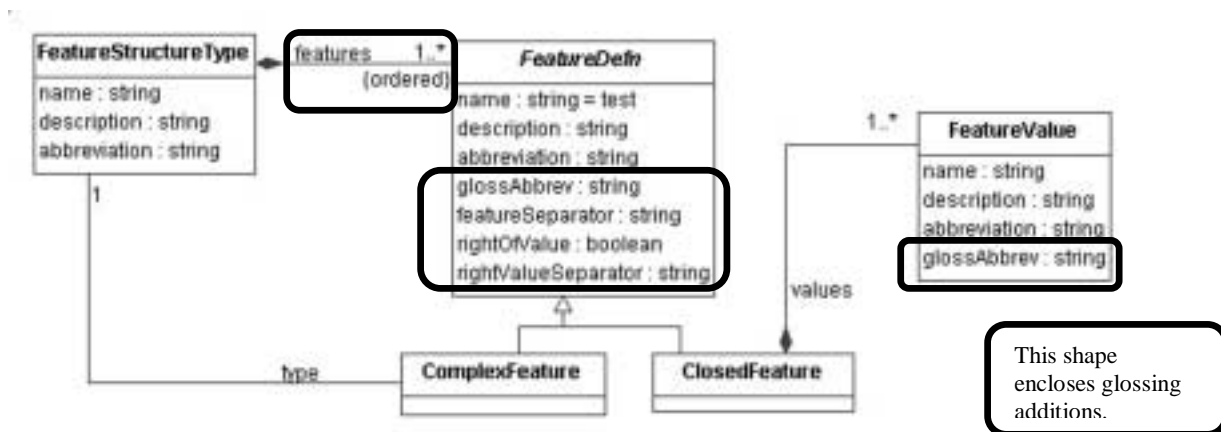 FeatureStructureType
name : string
description : string
abbreviation : string
features 1..*
(ordered)
FeatureDefn
name : string = test
description : string
abbreviation : string
glossAbbrev : string
featureSeparator : string
rightOfValue : boolean
rightValueSeparator : string
1..*
FeatureValue
name : string
description : string
abbreviation : string
glossAbbrev : string
1
values
type
ComplexFeature
ClosedFeature
This shape
encloses glossing
additions.